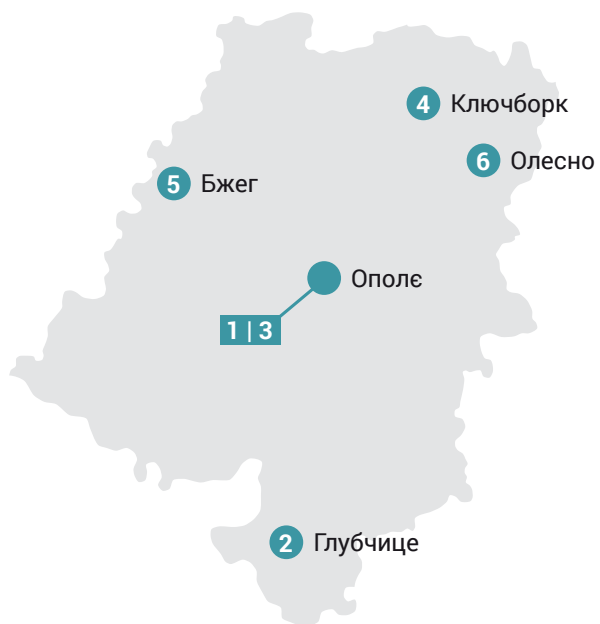 4 Ключборк
6 Олесно
5 Бжег
Ополє
1 | 3
2 Глубчице